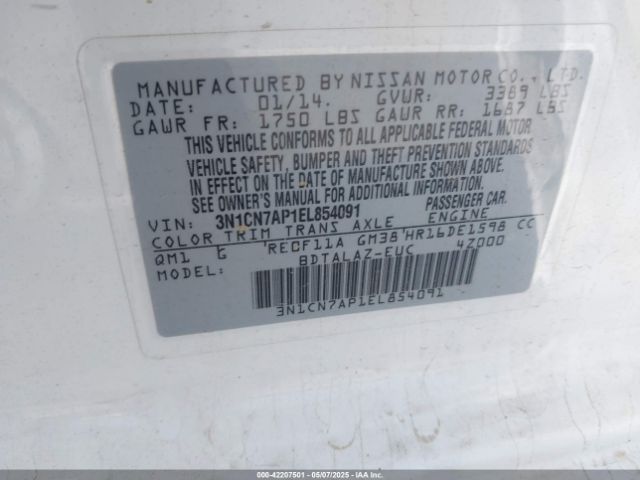 MANUFACTURED BY NISSAN MOTOR CO., LTD.
DATE: 01/14. GVWR: 3389 LBS
GAWR FR: 1750 LBS GAWR RR: 1687 LBS
THIS VEHICLE CONFORMS TO ALL APPLICABLE FEDERAL MOTOR
VEHICLE SAFETY, BUMPER AND THEFT PREVENTION STANDARDS
IN EFFECT ON THE DATE OF MANUFACTURE SHOWN ABOVE.
SEE OWNER'S MANUAL FOR ADDITIONAL INFORMATION.
VIN: 3N1CN7AP1EL854091 PASSENGER CAR.
COLOR TRIM TRANS AXLE ENGINE
QM1 G RE0F11A GM38 HR16DE1598 CC
MODEL: BDTALAZ-EUC 4Z000
3N1CN7AP1EL854091
000-42207501 - 05/07/2025 - IAAI.COM